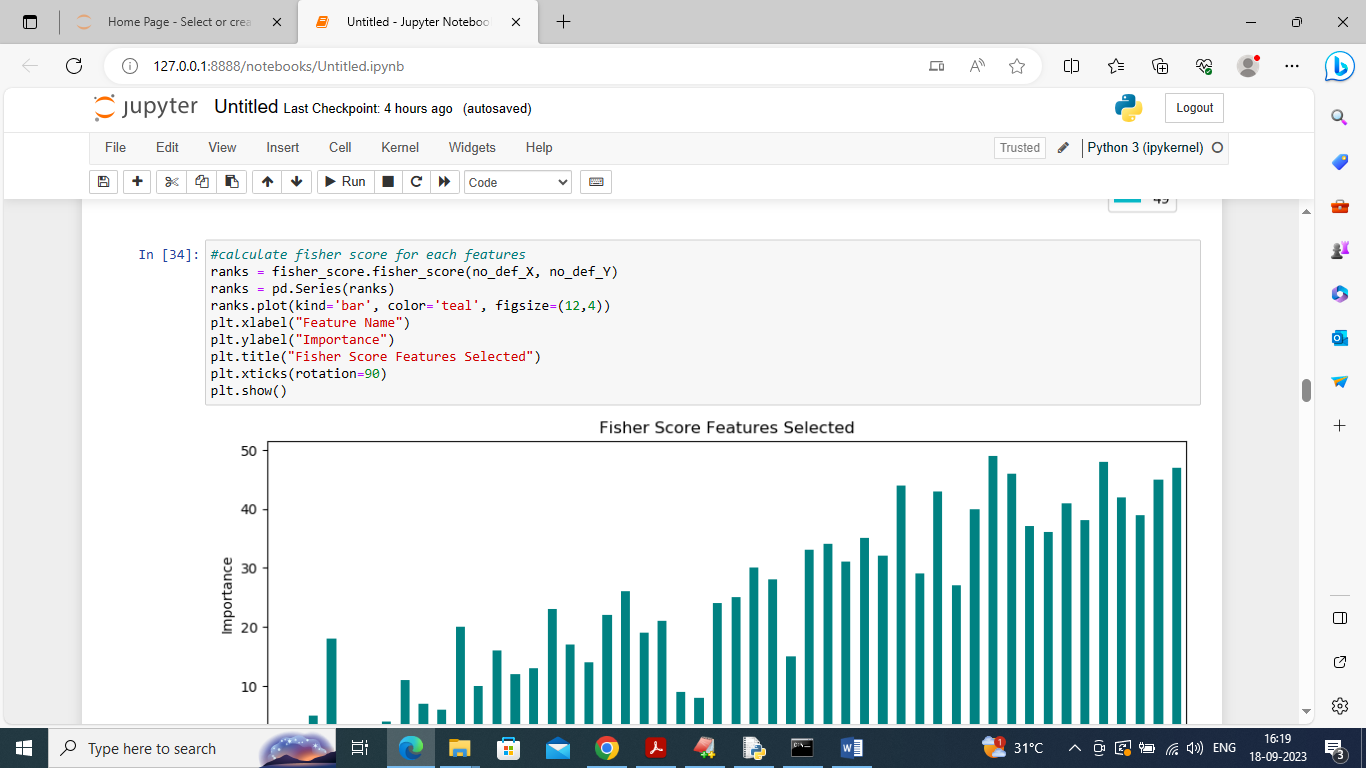 Home Page - Select or crea
Untitled - Jupyter Noteboo
127.0.0.1:8888/notebooks/Untitled.ipynb
jupyter Untitled Last Checkpoint: 4 hours ago (autosaved)
Logout
File Edit View Insert Cell Kernel Widgets Help
Trusted
Python 3 (ipykernel)
Run
Code
49
In [34]:
#calculate fisher score for each features
ranks = fisher_score.fisher_score(no_def_X, no_def_Y)
ranks = pd.Series(ranks)
ranks.plot(kind='bar', color='teal', figsize=(12,4))
plt.xlabel("Feature Name")
plt.ylabel("Importance")
plt.title("Fisher Score Features Selected")
plt.xticks(rotation=90)
plt.show()
Fisher Score Features Selected
50
40
30
20
10
Importance
Type here to search
1
31°C
ENG
16:19
18-09-2023
3